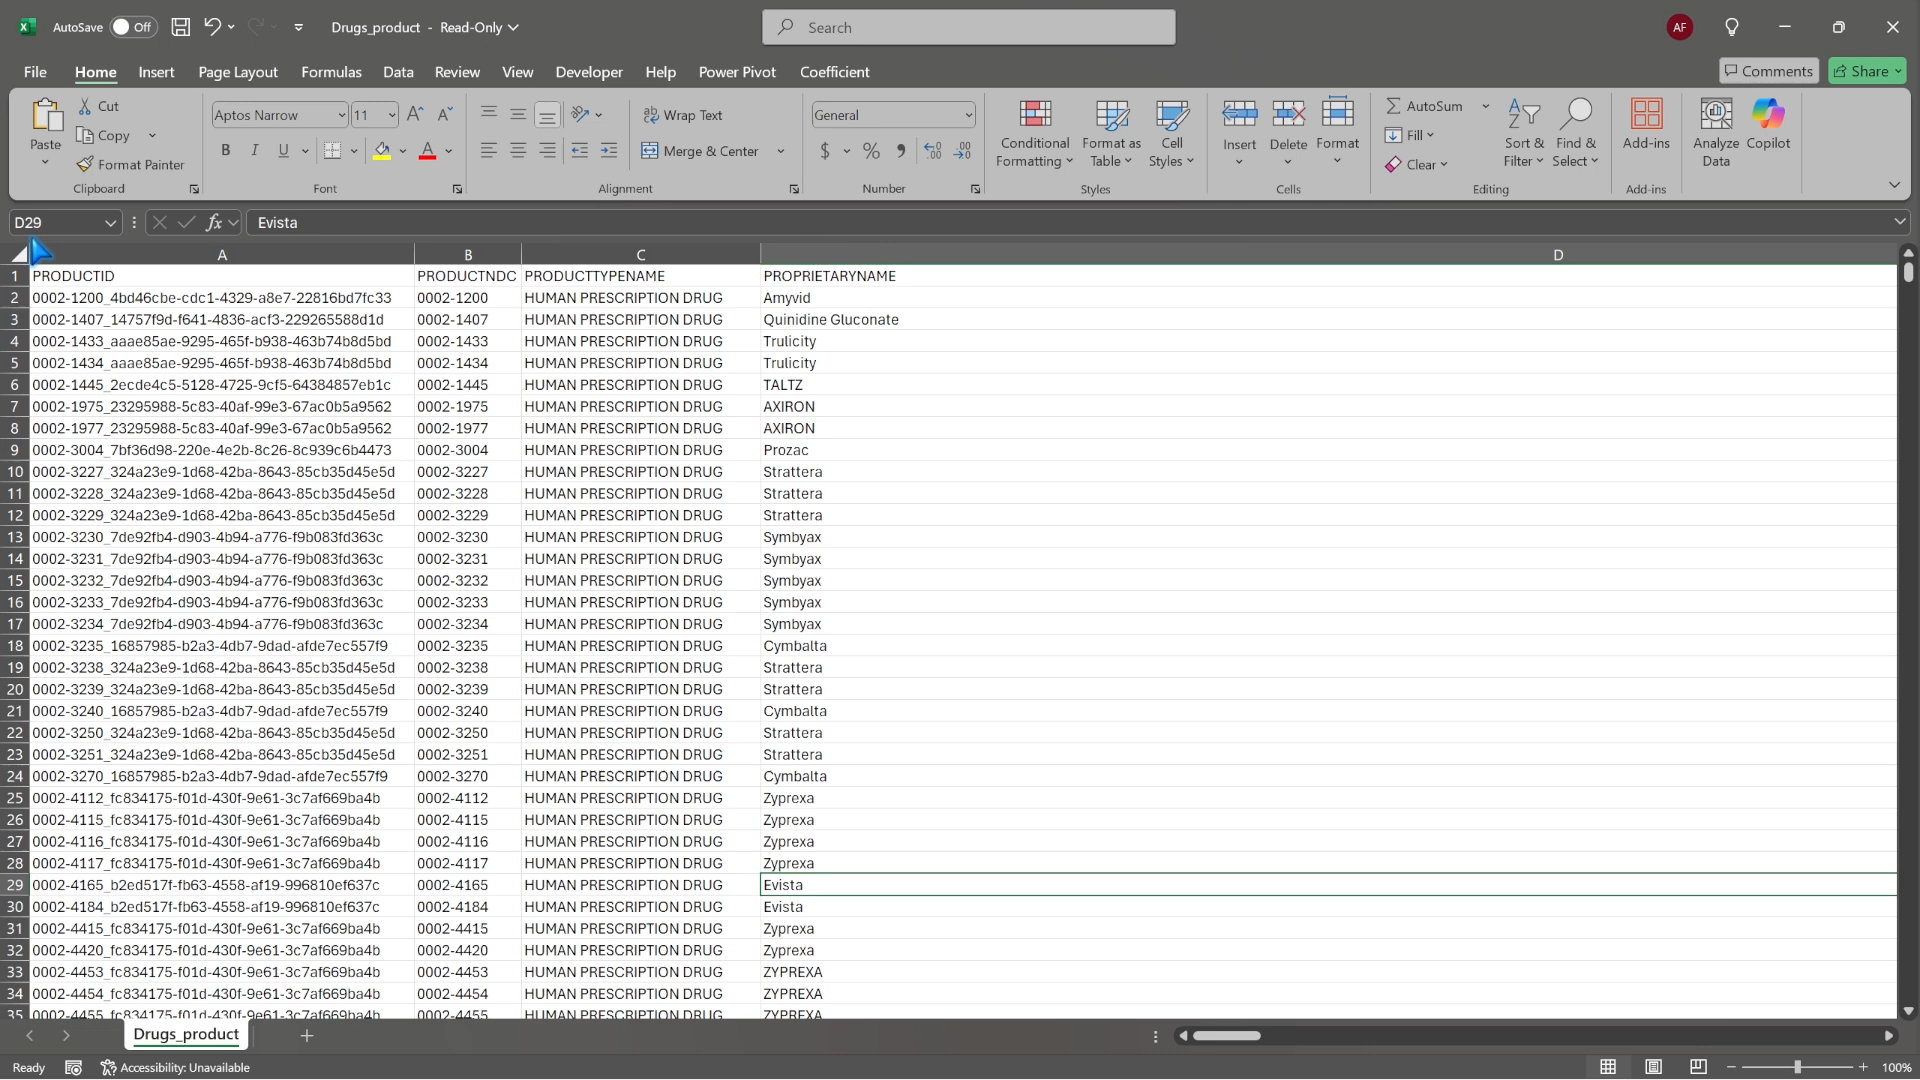 AutoSave Off Drugs_product - Read-Only Search AF
File Home Insert Page Layout Formulas Data Review View Developer Help Power Pivot Coefficient Comments Share
Paste Cut Copy Format Painter Clipboard
Aptos Narrow 11 B I U Font
Wrap Text Merge & Center Alignment
General $ % Number
Conditional Formatting Format as Table Cell Styles Styles
Insert Delete Format Cells
AutoSum Fill Clear Sort & Filter Find & Select Editing
Add-ins Add-ins
Analyze Data Copilot
D29 fx Evista
A B C D
1 PRODUCTID PRODUCTNDC PRODUCTTYPENAME PROPRIETARYNAME
2 0002-1200_4bd46cbe-cdc1-4329-a8e7-22816bd7fc33 0002-1200 HUMAN PRESCRIPTION DRUG Amyvid
3 0002-1407_14757f9d-f641-4836-acf3-229265588d1d 0002-1407 HUMAN PRESCRIPTION DRUG Quinidine Gluconate
4 0002-1433_aaae85ae-9295-465f-b938-463b74b8d5bd 0002-1433 HUMAN PRESCRIPTION DRUG Trulicity
5 0002-1434_aaae85ae-9295-465f-b938-463b74b8d5bd 0002-1434 HUMAN PRESCRIPTION DRUG Trulicity
6 0002-1445_2ecde4c5-5128-4725-9cf5-64384857eb1c 0002-1445 HUMAN PRESCRIPTION DRUG TALTZ
7 0002-1975_23295988-5c83-40af-99e3-67ac0b5a9562 0002-1975 HUMAN PRESCRIPTION DRUG AXIRON
8 0002-1977_23295988-5c83-40af-99e3-67ac0b5a9562 0002-1977 HUMAN PRESCRIPTION DRUG AXIRON
9 0002-3004_7bf36d98-220e-4e2b-8c26-8c939c6b4473 0002-3004 HUMAN PRESCRIPTION DRUG Prozac
10 0002-3227_324a23e9-1d68-42ba-8643-85cb35d45e5d 0002-3227 HUMAN PRESCRIPTION DRUG Strattera
11 0002-3228_324a23e9-1d68-42ba-8643-85cb35d45e5d 0002-3228 HUMAN PRESCRIPTION DRUG Strattera
12 0002-3229_324a23e9-1d68-42ba-8643-85cb35d45e5d 0002-3229 HUMAN PRESCRIPTION DRUG Strattera
13 0002-3230_7de92fb4-d903-4b94-a776-f9b083fd363c 0002-3230 HUMAN PRESCRIPTION DRUG Symbyax
14 0002-3231_7de92fb4-d903-4b94-a776-f9b083fd363c 0002-3231 HUMAN PRESCRIPTION DRUG Symbyax
15 0002-3232_7de92fb4-d903-4b94-a776-f9b083fd363c 0002-3232 HUMAN PRESCRIPTION DRUG Symbyax
16 0002-3233_7de92fb4-d903-4b94-a776-f9b083fd363c 0002-3233 HUMAN PRESCRIPTION DRUG Symbyax
17 0002-3234_7de92fb4-d903-4b94-a776-f9b083fd363c 0002-3234 HUMAN PRESCRIPTION DRUG Symbyax
18 0002-3235_16857985-b2a3-4db7-9dad-afde7ec557f9 0002-3235 HUMAN PRESCRIPTION DRUG Cymbalta
19 0002-3238_324a23e9-1d68-42ba-8643-85cb35d45e5d 0002-3238 HUMAN PRESCRIPTION DRUG Strattera
20 0002-3239_324a23e9-1d68-42ba-8643-85cb35d45e5d 0002-3239 HUMAN PRESCRIPTION DRUG Strattera
21 0002-3240_16857985-b2a3-4db7-9dad-afde7ec557f9 0002-3240 HUMAN PRESCRIPTION DRUG Cymbalta
22 0002-3250_324a23e9-1d68-42ba-8643-85cb35d45e5d 0002-3250 HUMAN PRESCRIPTION DRUG Strattera
23 0002-3251_324a23e9-1d68-42ba-8643-85cb35d45e5d 0002-3251 HUMAN PRESCRIPTION DRUG Strattera
24 0002-3270_16857985-b2a3-4db7-9dad-afde7ec557f9 0002-3270 HUMAN PRESCRIPTION DRUG Cymbalta
25 0002-4112_fc834175-f01d-430f-9e61-3c7af669ba4b 0002-4112 HUMAN PRESCRIPTION DRUG Zyprexa
26 0002-4115_fc834175-f01d-430f-9e61-3c7af669ba4b 0002-4115 HUMAN PRESCRIPTION DRUG Zyprexa
27 0002-4116_fc834175-f01d-430f-9e61-3c7af669ba4b 0002-4116 HUMAN PRESCRIPTION DRUG Zyprexa
28 0002-4117_fc834175-f01d-430f-9e61-3c7af669ba4b 0002-4117 HUMAN PRESCRIPTION DRUG Zyprexa
29 0002-4165_b2ed517f-fb63-4558-af19-996810ef637c 0002-4165 HUMAN PRESCRIPTION DRUG Evista
30 0002-4184_b2ed517f-fb63-4558-af19-996810ef637c 0002-4184 HUMAN PRESCRIPTION DRUG Evista
31 0002-4415_fc834175-f01d-430f-9e61-3c7af669ba4b 0002-4415 HUMAN PRESCRIPTION DRUG Zyprexa
32 0002-4420_fc834175-f01d-430f-9e61-3c7af669ba4b 0002-4420 HUMAN PRESCRIPTION DRUG Zyprexa
33 0002-4453_fc834175-f01d-430f-9e61-3c7af669ba4b 0002-4453 HUMAN PRESCRIPTION DRUG ZYPREXA
34 0002-4454_fc834175-f01d-430f-9e61-3c7af669ba4b 0002-4454 HUMAN PRESCRIPTION DRUG ZYPREXA
35 0002-4455_fc834175-f01d-430f-9e61-3c7af669ba4b 0002-4455 HUMAN PRESCRIPTION DRUG ZYPREXA
Drugs_product
Ready Accessibility: Unavailable 100%